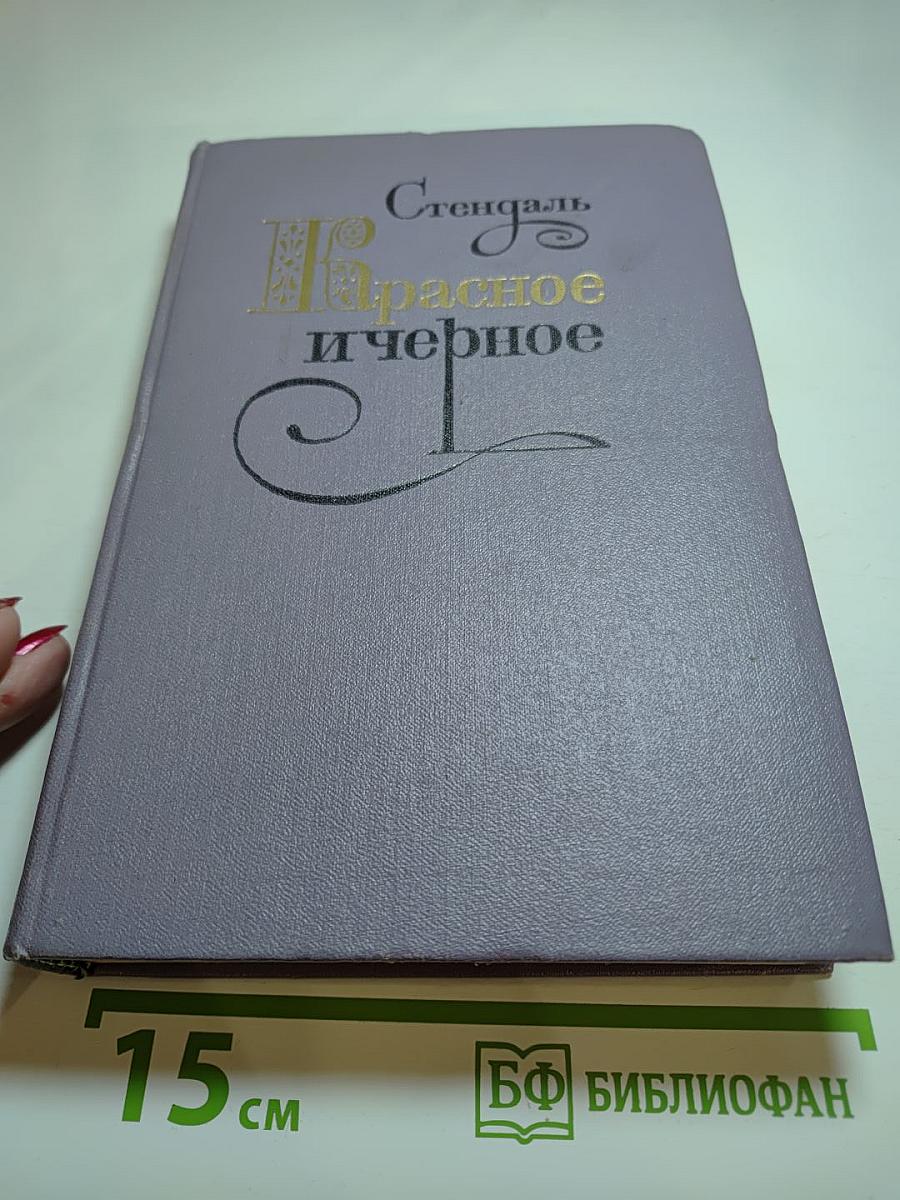 Стендаль
Красное
и черное
15 см
БФ БИБЛИОФАН